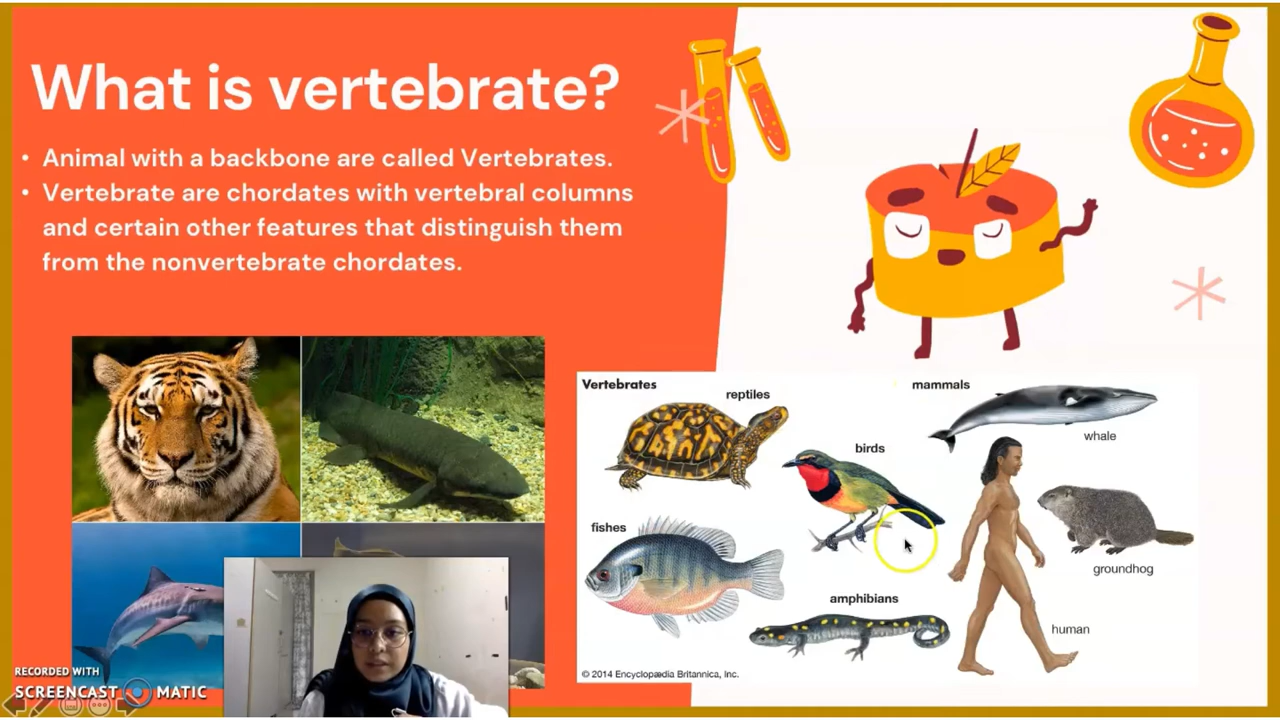 What is vertebrate?
• Animal with a backbone are called Vertebrates.
• Vertebrate are chordates with vertebral columns
and certain other features that distinguish them
from the nonvertebrate chordates.
Vertebrates
reptiles
mammals
whale
birds
fishes
groundhog
amphibians
human
© 2014 Encyclopædia Britannica, Inc.
RECORDED WITH
SCREENCAST MATIC